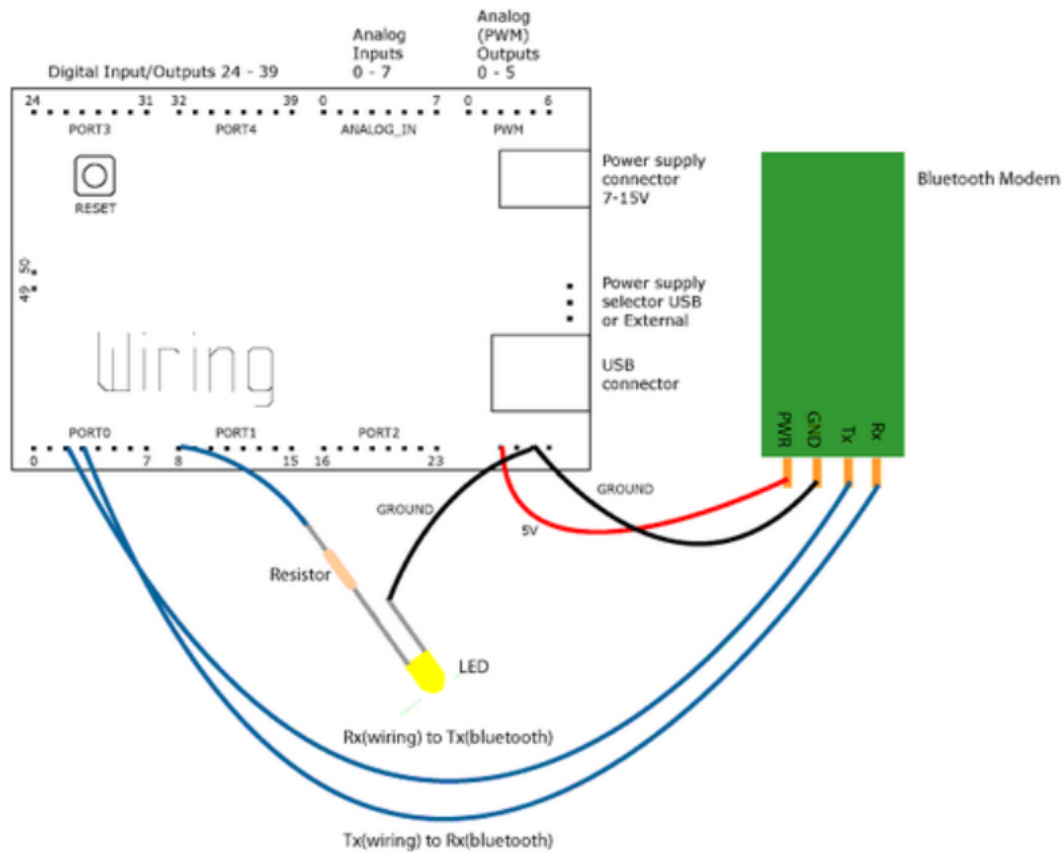 Analog
(PWM)
Outputs
0 - 5
Analog
Inputs
0 - 7
Digital Input/Outputs 24 - 39
24 31 32 39 0 7 0 6
PORT3 PORT4 ANALOG_IN PWM
RESET
Power supply
connector
7-15V
Bluetooth Modem
50
49
Power supply
selector USB
or External
Wiring
USB
connector
PWR GND Tx Rx
PORT0 PORT1 PORT2
0 7 8 15 16 23
GROUND
GROUND
5V
Resistor
LED
Rx(wiring) to Tx(bluetooth)
Tx(wiring) to Rx(bluetooth)